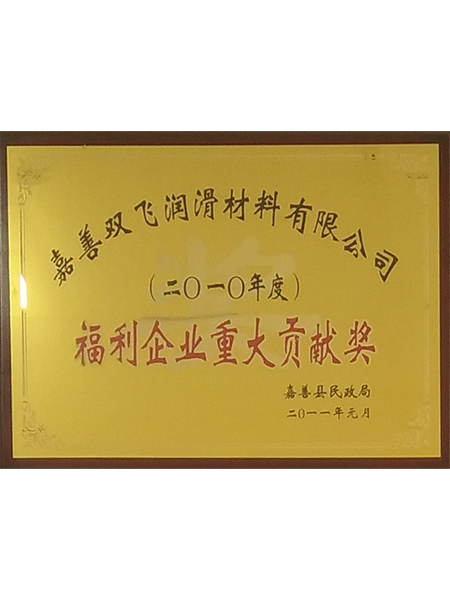 嘉善双飞润滑材料有限公司
（二〇一〇年度）
福利企业重大贡献奖
嘉善县民政局
二〇一一年元月